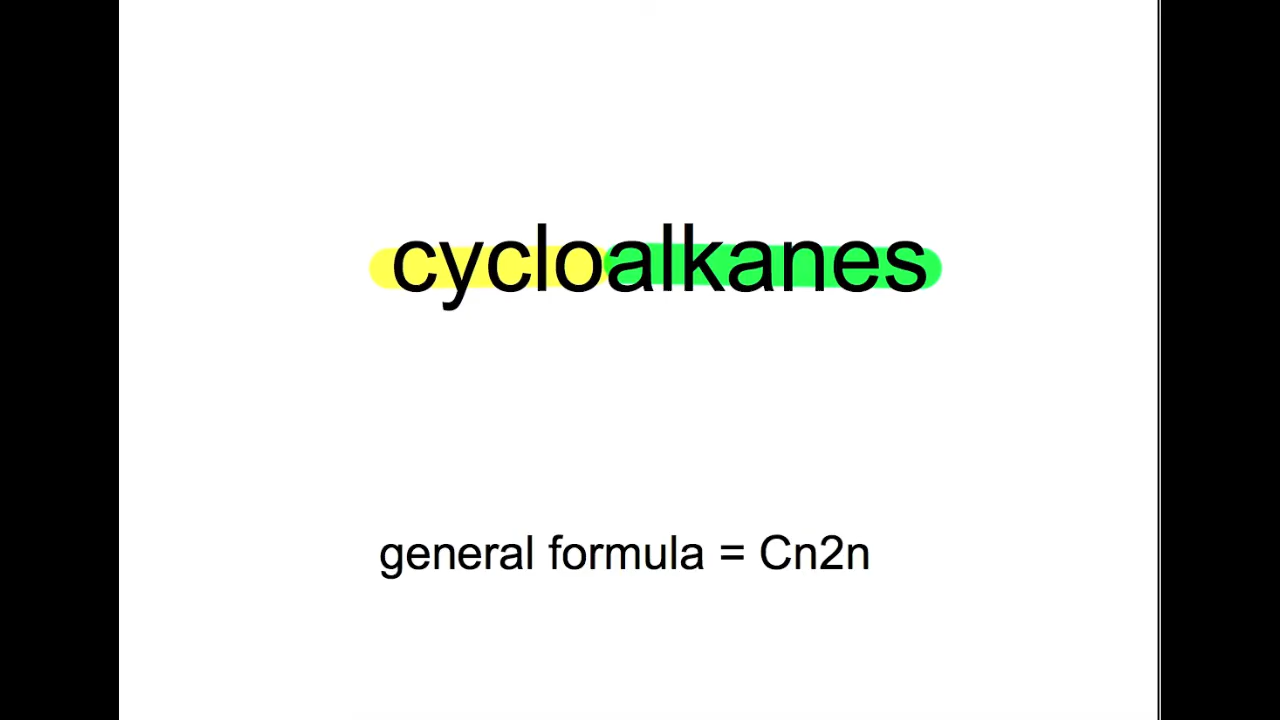 cycloalkanes
general formula = Cn2n